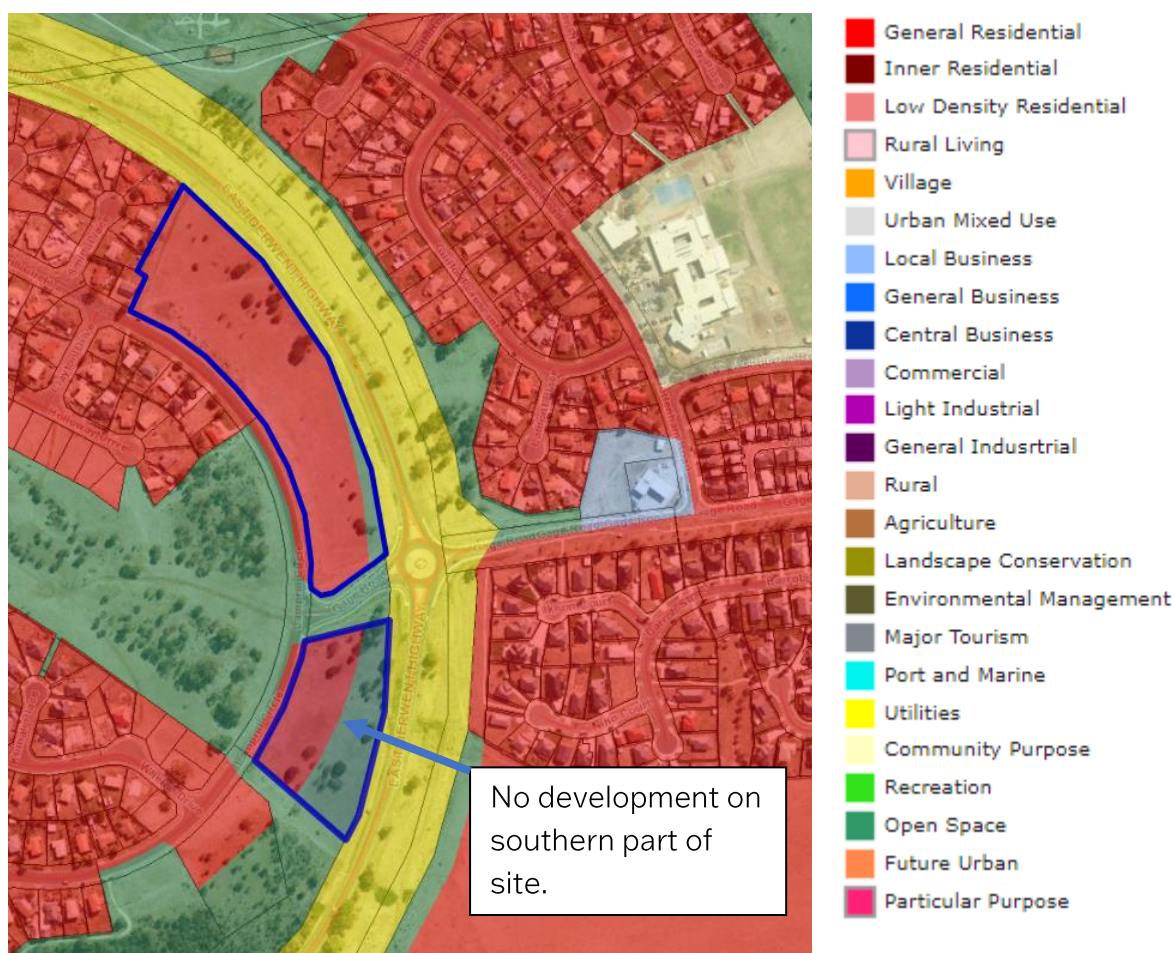 General Residential
Inner Residential
Low Density Residential
Rural Living
Village
Urban Mixed Use
Local Business
General Business
Central Business
Commercial
Light Industrial
General Indusrtrial
Rural
Agriculture
Landscape Conservation
Environmental Management
Major Tourism
Port and Marine
Utilities
Community Purpose
Recreation
Open Space
Future Urban
Particular Purpose
EAST DERWENT HIGHWAY
EAST DERWENT HIGHWAY
No development on
southern part of
site.